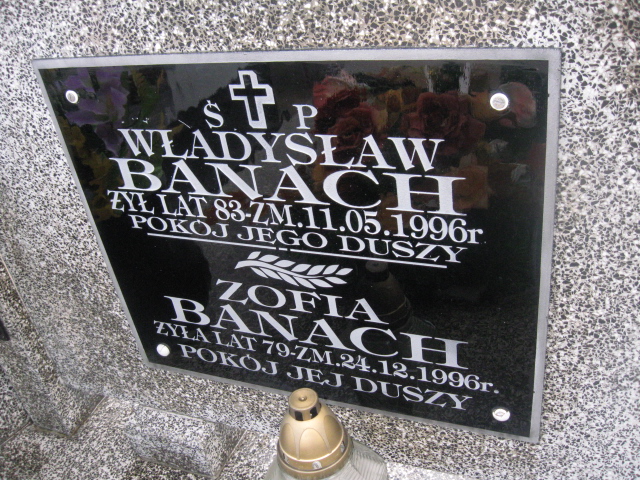 Ś P
WŁADYSŁAW
BANACH
ŻYŁ LAT 83-ZM.11.05.1996r
POKÓJ JEGO DUSZY
ZOFIA
BANACH
ŻYŁA LAT 79-ZM.24.12.1996r.
POKÓJ JEJ DUSZY